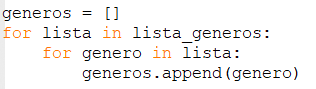 generos = []
for lista in lista_generos:
    for genero in lista:
        generos.append(genero)